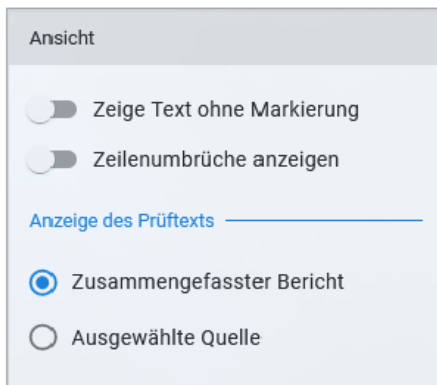 Ansicht
Zeige Text ohne Markierung
Zeilenumbrüche anzeigen
Anzeige des Prüftexts
Zusammengefasster Bericht
Ausgewählte Quelle